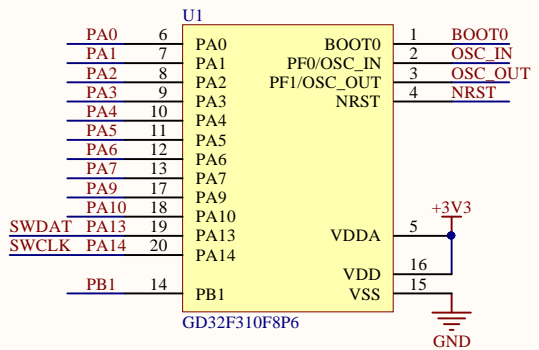 U1
PA0 6 PA0 BOOT0 1 BOOT0
PA1 7 PA1 PF0/OSC_IN 2 OSC_IN
PA2 8 PA2 PF1/OSC_OUT 3 OSC_OUT
PA3 9 PA3 NRST 4 NRST
PA4 10 PA4
PA5 11 PA5
PA6 12 PA6
PA7 13 PA7
PA9 17 PA9
PA10 18 PA10 +3V3
SWDAT PA13 19 PA13 VDDA 5
SWCLK PA14 20 PA14
VDD 16
PB1 14 PB1 VSS 15
GD32F310F8P6
GND